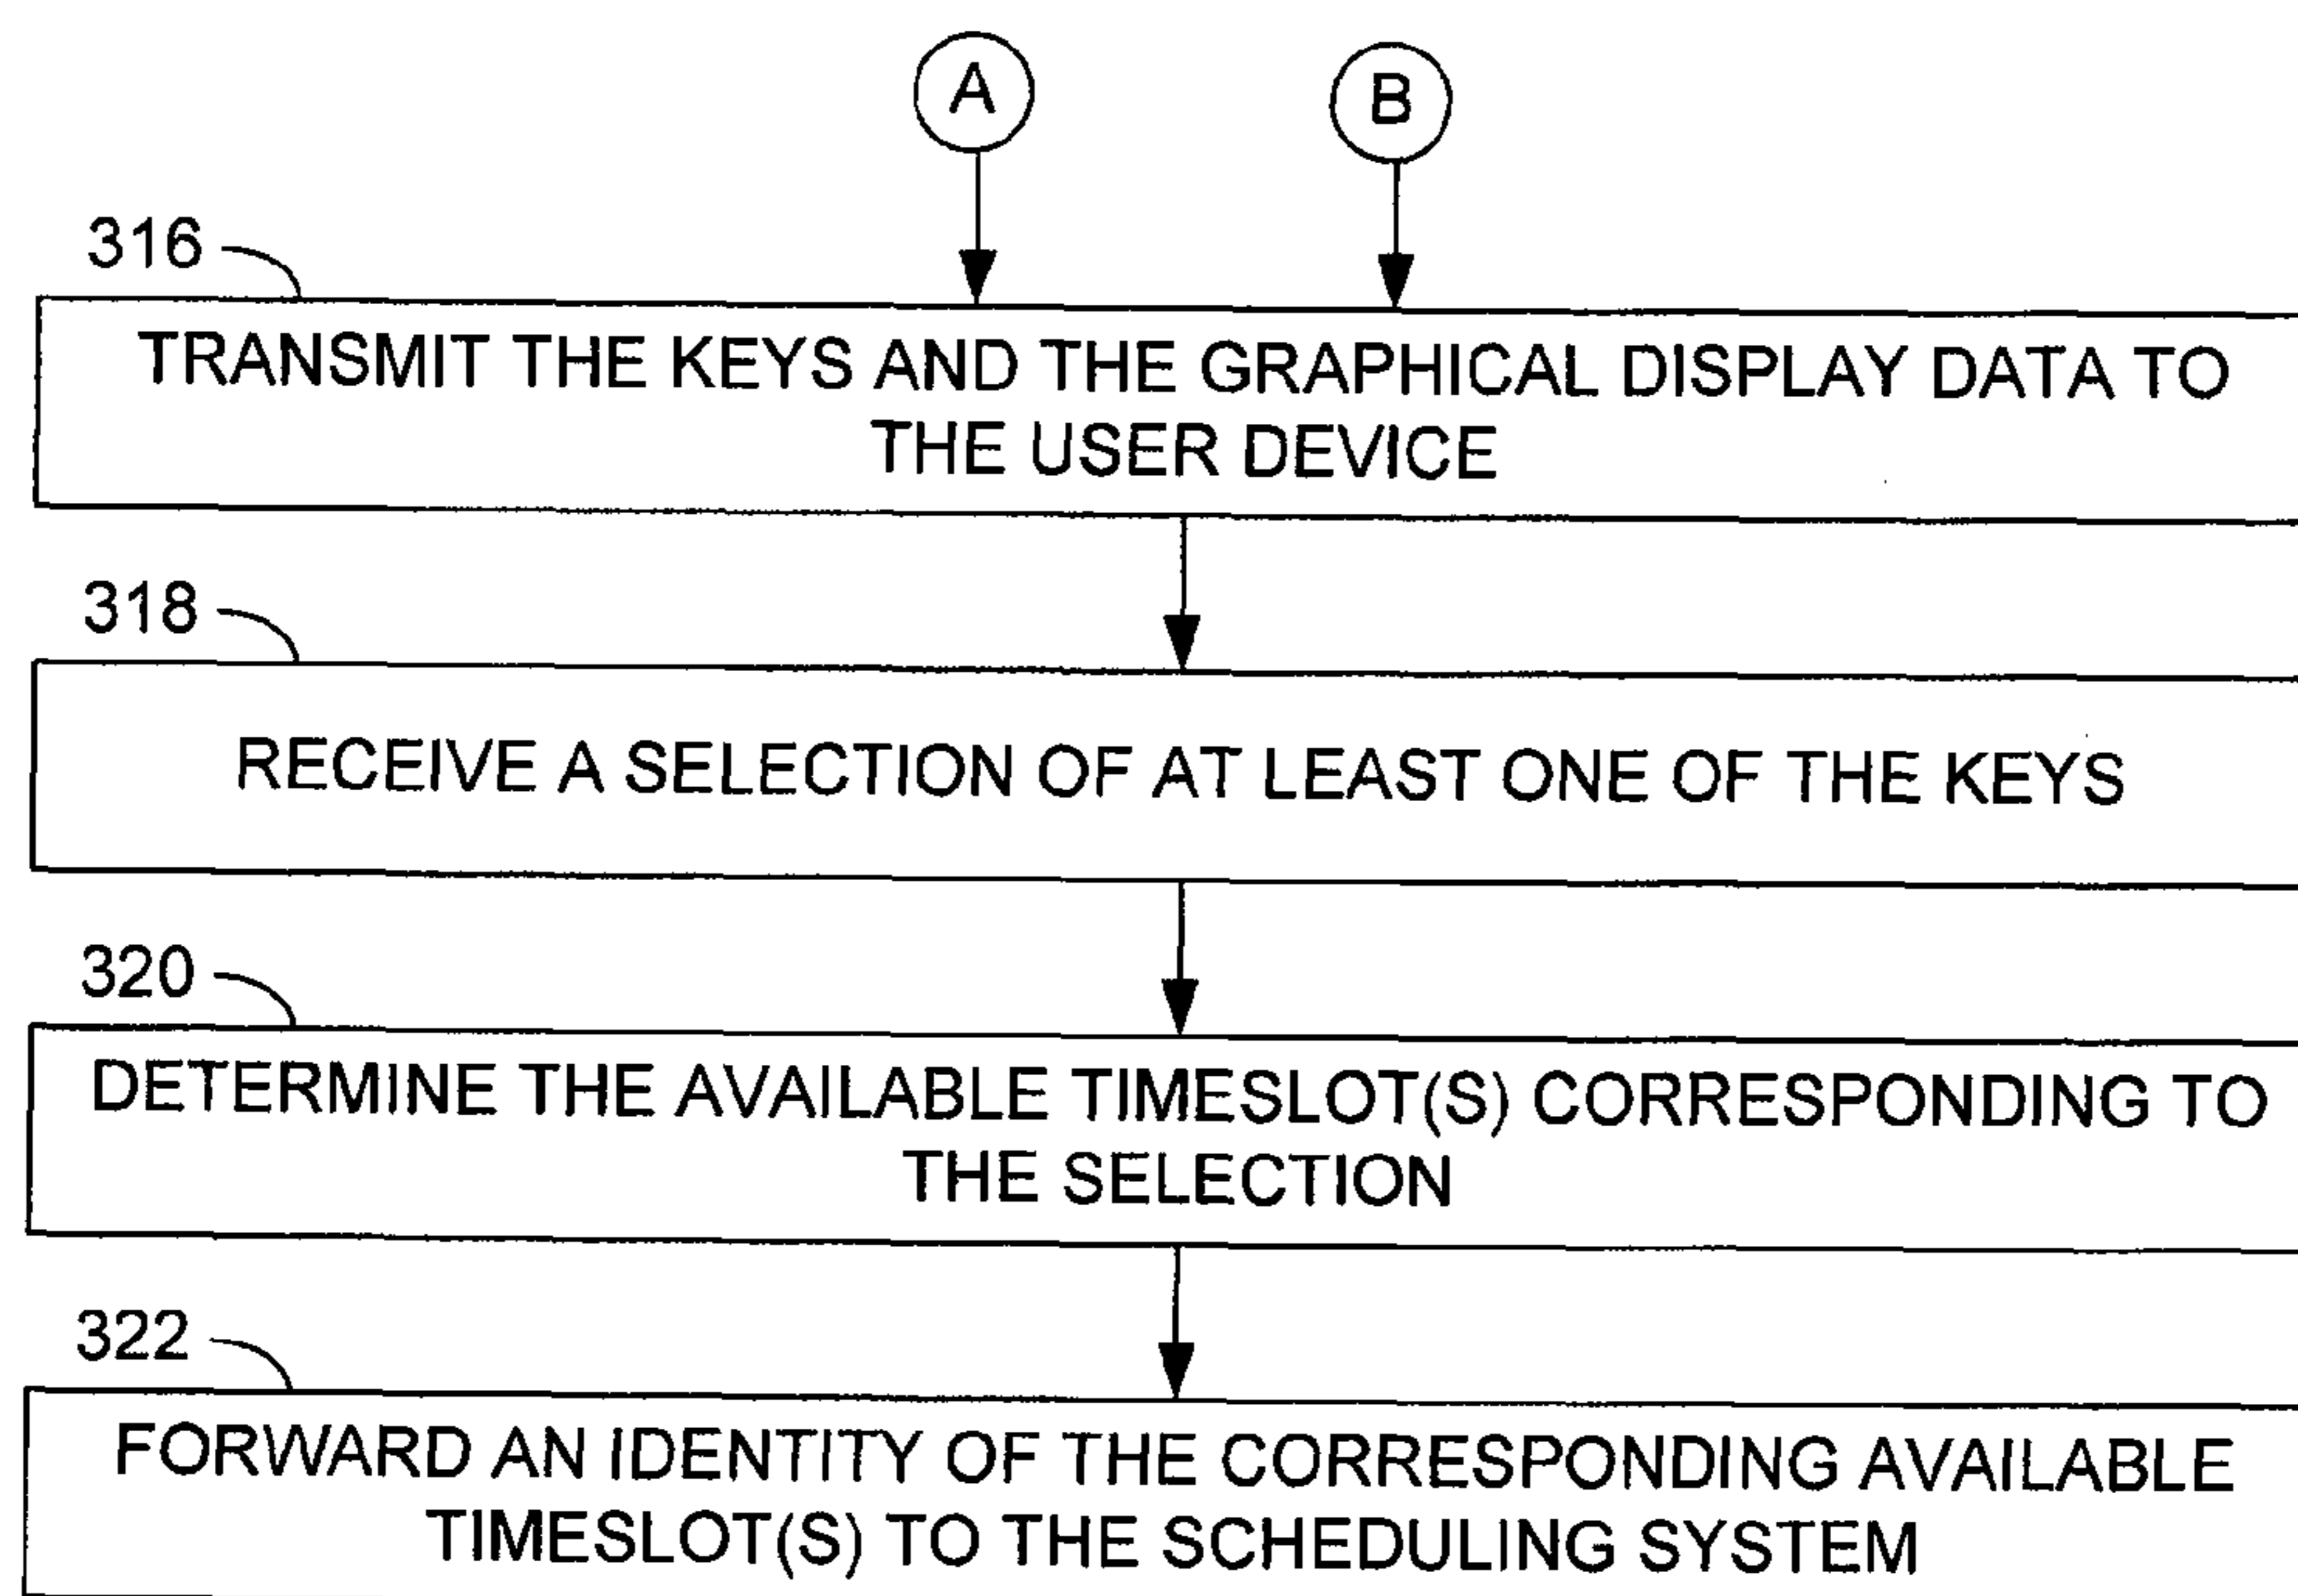 A
B
316
TRANSMIT THE KEYS AND THE GRAPHICAL DISPLAY DATA TO
THE USER DEVICE
318
RECEIVE A SELECTION OF AT LEAST ONE OF THE KEYS
320
DETERMINE THE AVAILABLE TIMESLOT(S) CORRESPONDING TO
THE SELECTION
322
FORWARD AN IDENTITY OF THE CORRESPONDING AVAILABLE
TIMESLOT(S) TO THE SCHEDULING SYSTEM